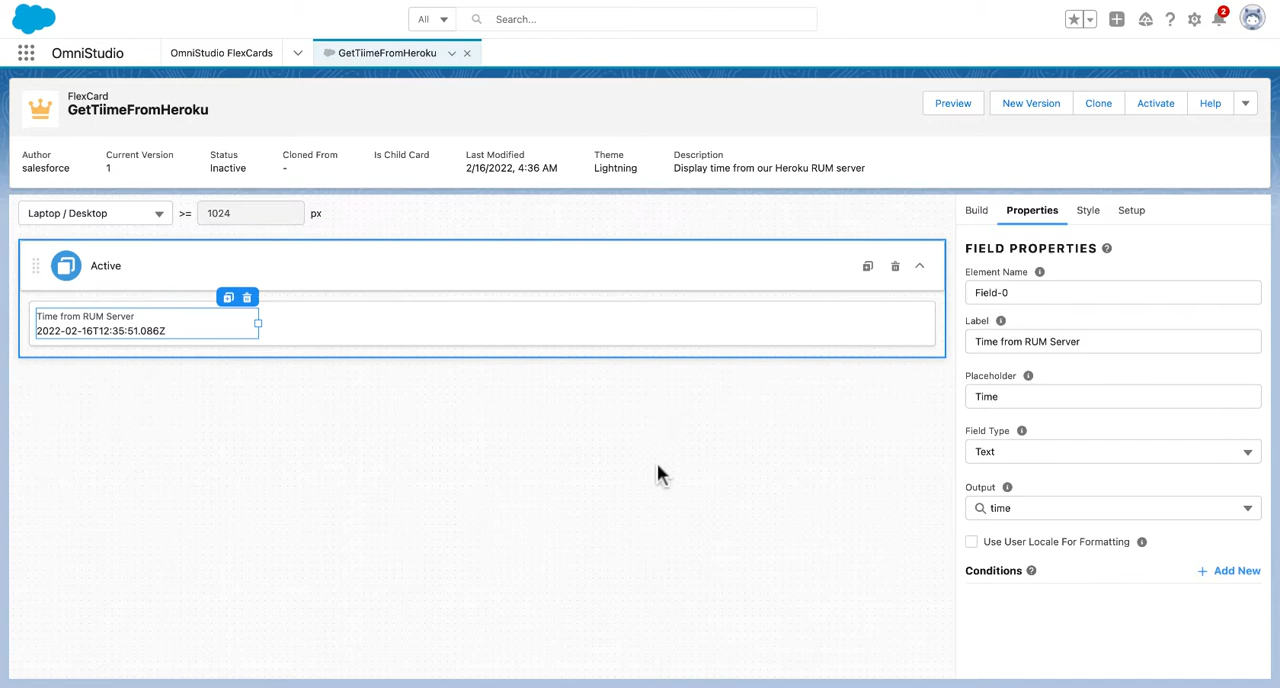 All
Search...
2
OmniStudio
OmniStudio FlexCards
GetTiimeFromHeroku
FlexCard
GetTiimeFromHeroku
Preview
New Version
Clone
Activate
Help
Author
Current Version
Status
Cloned From
Is Child Card
Last Modified
Theme
Description
salesforce
1
Inactive
-
2/16/2022, 4:36 AM
Lightning
Display time from our Heroku RUM server
Laptop / Desktop
>=
1024
px
Build
Properties
Style
Setup
Active
Time from RUM Server
2022-02-16T12:35:51.086Z
FIELD PROPERTIES
Element Name
Field-0
Label
Time from RUM Server
Placeholder
Time
Field Type
Text
Output
time
Use User Locale For Formatting
Conditions
+ Add New